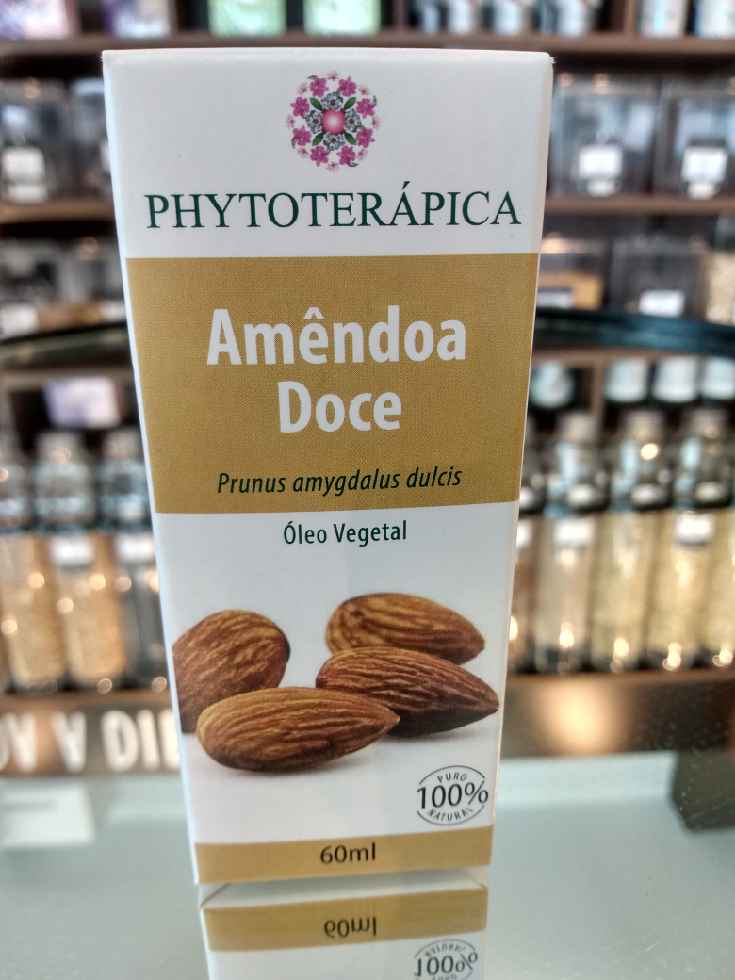 PHYTOTERÁPICA
Amêndoa
Doce
Prunus amygdalus dulcis
Óleo Vegetal
PURO
100%
NATURAL
60ml